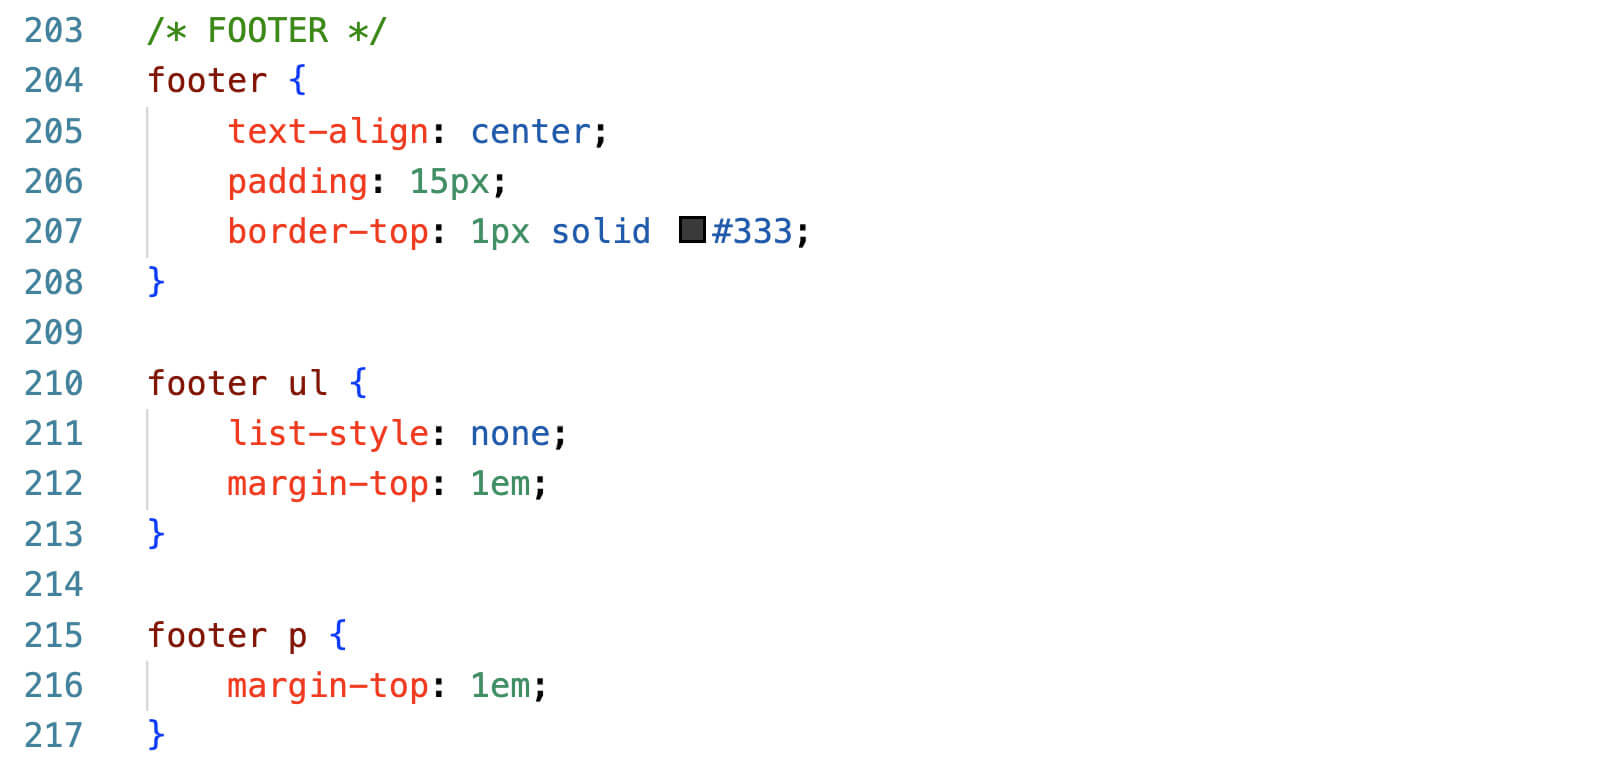 203 /* FOOTER */
204 footer {
205     text-align: center;
206     padding: 15px;
207     border-top: 1px solid #333;
208 }
209
210 footer ul {
211     list-style: none;
212     margin-top: 1em;
213 }
214
215 footer p {
216     margin-top: 1em;
217 }